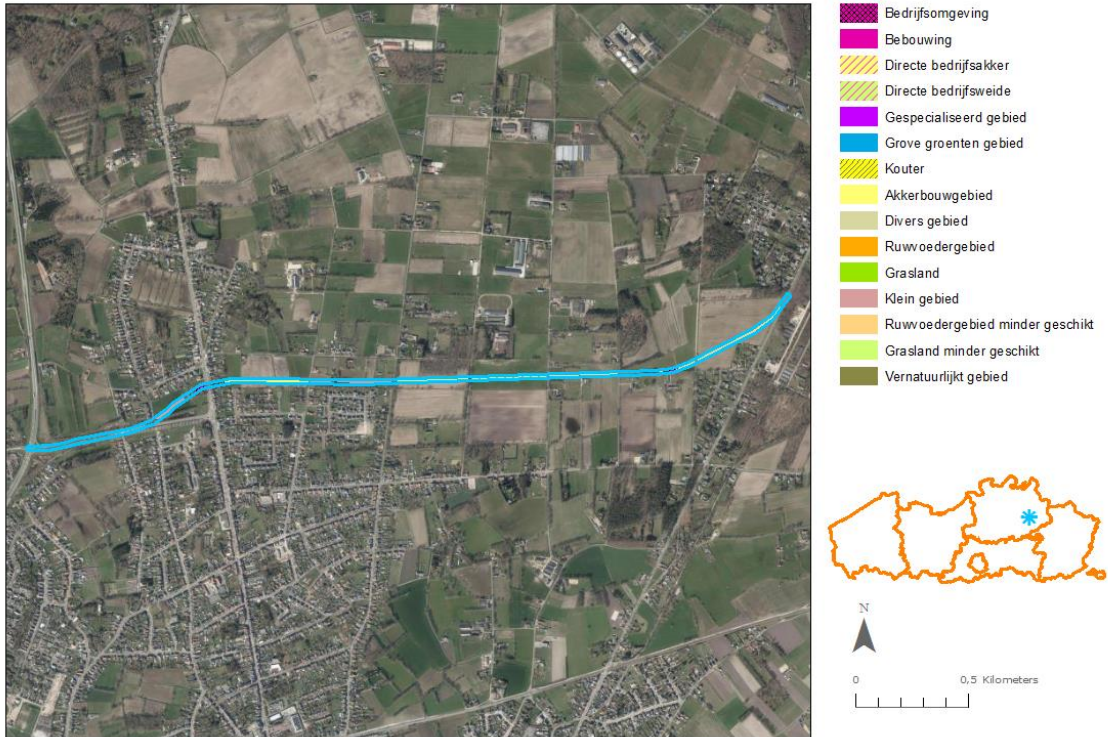 Bedrijfsomgeving
Bebouwing
Directe bedrijfsakker
Directe bedrijfsweide
Gespecialiseerd gebied
Grove groenten gebied
Kouter
Akkerbouwgebied
Divers gebied
Ruwvoedergebied
Grasland
Klein gebied
Ruwvoedergebied minder geschikt
Grasland minder geschikt
Vernatuurlijkt gebied
N
0 0,5 Kilometers